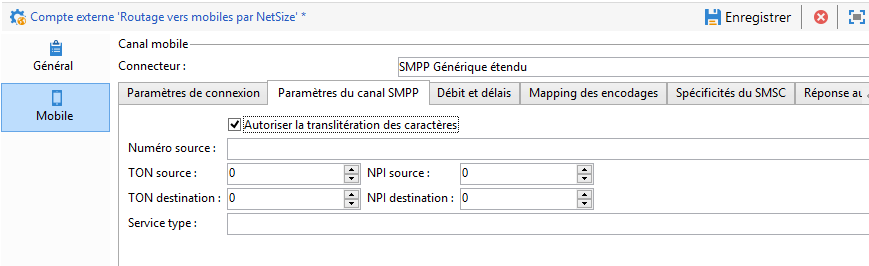 Compte externe 'Routage vers mobiles par NetSize' * Enregistrer
Général
Mobile
Canal mobile
Connecteur : SMPP Générique étendu
Paramètres de connexion Paramètres du canal SMPP Débit et délais Mapping des encodages Spécificités du SMSC Réponse au
Autoriser la translitération des caractères
Numéro source :
TON source : 0 NPI source : 0
TON destination : 0 NPI destination : 0
Service type :